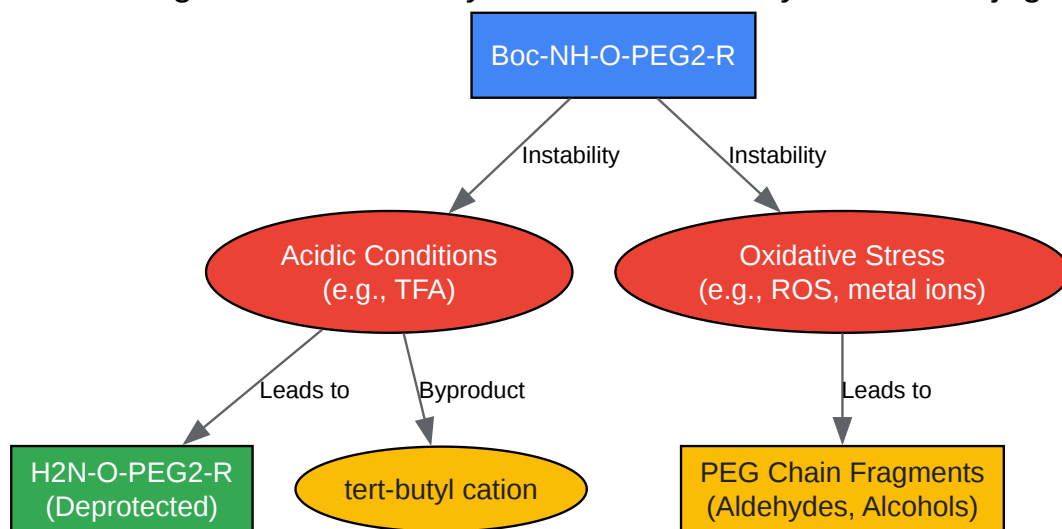 Boc-NH-O-PEG2-R
Instability
Instability
Acidic Conditions
(e.g., TFA)
Oxidative Stress
(e.g., ROS, metal ions)
Leads to
Byproduct
Leads to
H2N-O-PEG2-R
(Deprotected)
tert-butyl cation
PEG Chain Fragments
(Aldehydes, Alcohols)